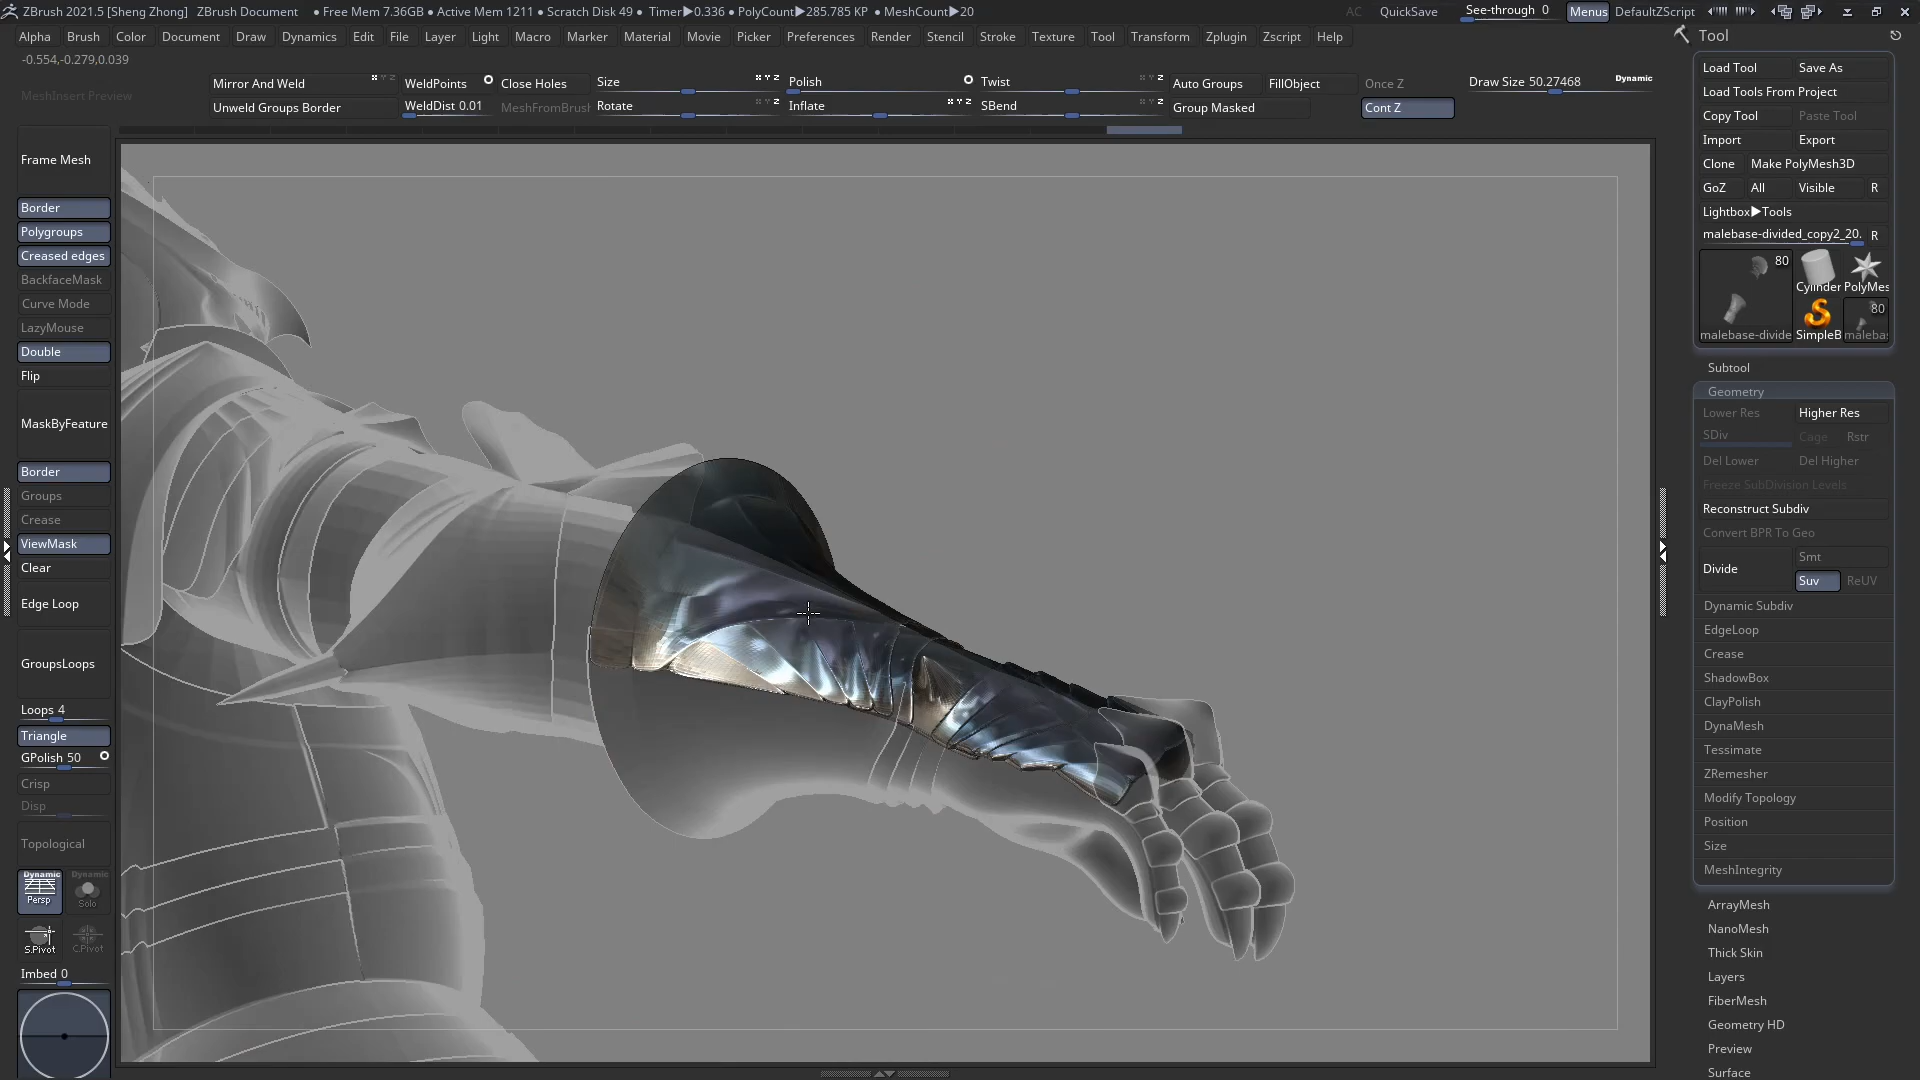 ZBrush 2021.5 [Sheng Zhong] ZBrush Document • Free Mem 7.36GB • Active Mem 1211 • Scratch Disk 49 • Timer▶0.336 • PolyCount▶285.785 KP • MeshCount▶20 AC QuickSave See-through 0 Menus DefaultZScript
Alpha Brush Color Document Draw Dynamics Edit File Layer Light Macro Marker Material Movie Picker Preferences Render Stencil Stroke Texture Tool Transform Zplugin Zscript Help
-0.554,-0.279,0.039
MeshInsert Preview
Mirror And Weld WeldPoints Close Holes Size Polish Twist Auto Groups FillObject Once Z Draw Size 50.27468 Dynamic
Unweld Groups Border WeldDist 0.01 MeshFromBrush Rotate Inflate SBend Group Masked Cont Z
Frame Mesh
Border
Polygroups
Creased edges
BackfaceMask
Curve Mode
LazyMouse
Double
Flip
MaskByFeature
Border
Groups
Crease
ViewMask
Clear
Edge Loop
GroupsLoops
Loops 4
Triangle
GPolish 50
Crisp
Disp
Topological
Dynamic Dynamic
Persp Solo
S.Pivot C.Pivot
Imbed 0
Tool
Load Tool Save As
Load Tools From Project
Copy Tool Paste Tool
Import Export
Clone Make PolyMesh3D
GoZ All Visible R
Lightbox▶Tools
malebase-divided_copy2_20. R
80
Cylinder PolyMes
80
malebase-divide SimpleB malebas
Subtool
Geometry
Lower Res Higher Res
SDiv Cage Rstr
Del Lower Del Higher
Freeze SubDivision Levels
Reconstruct Subdiv
Convert BPR To Geo
Divide Smt
Suv ReUV
Dynamic Subdiv
EdgeLoop
Crease
ShadowBox
ClayPolish
DynaMesh
Tessimate
ZRemesher
Modify Topology
Position
Size
MeshIntegrity
ArrayMesh
NanoMesh
Thick Skin
Layers
FiberMesh
Geometry HD
Preview
Surface